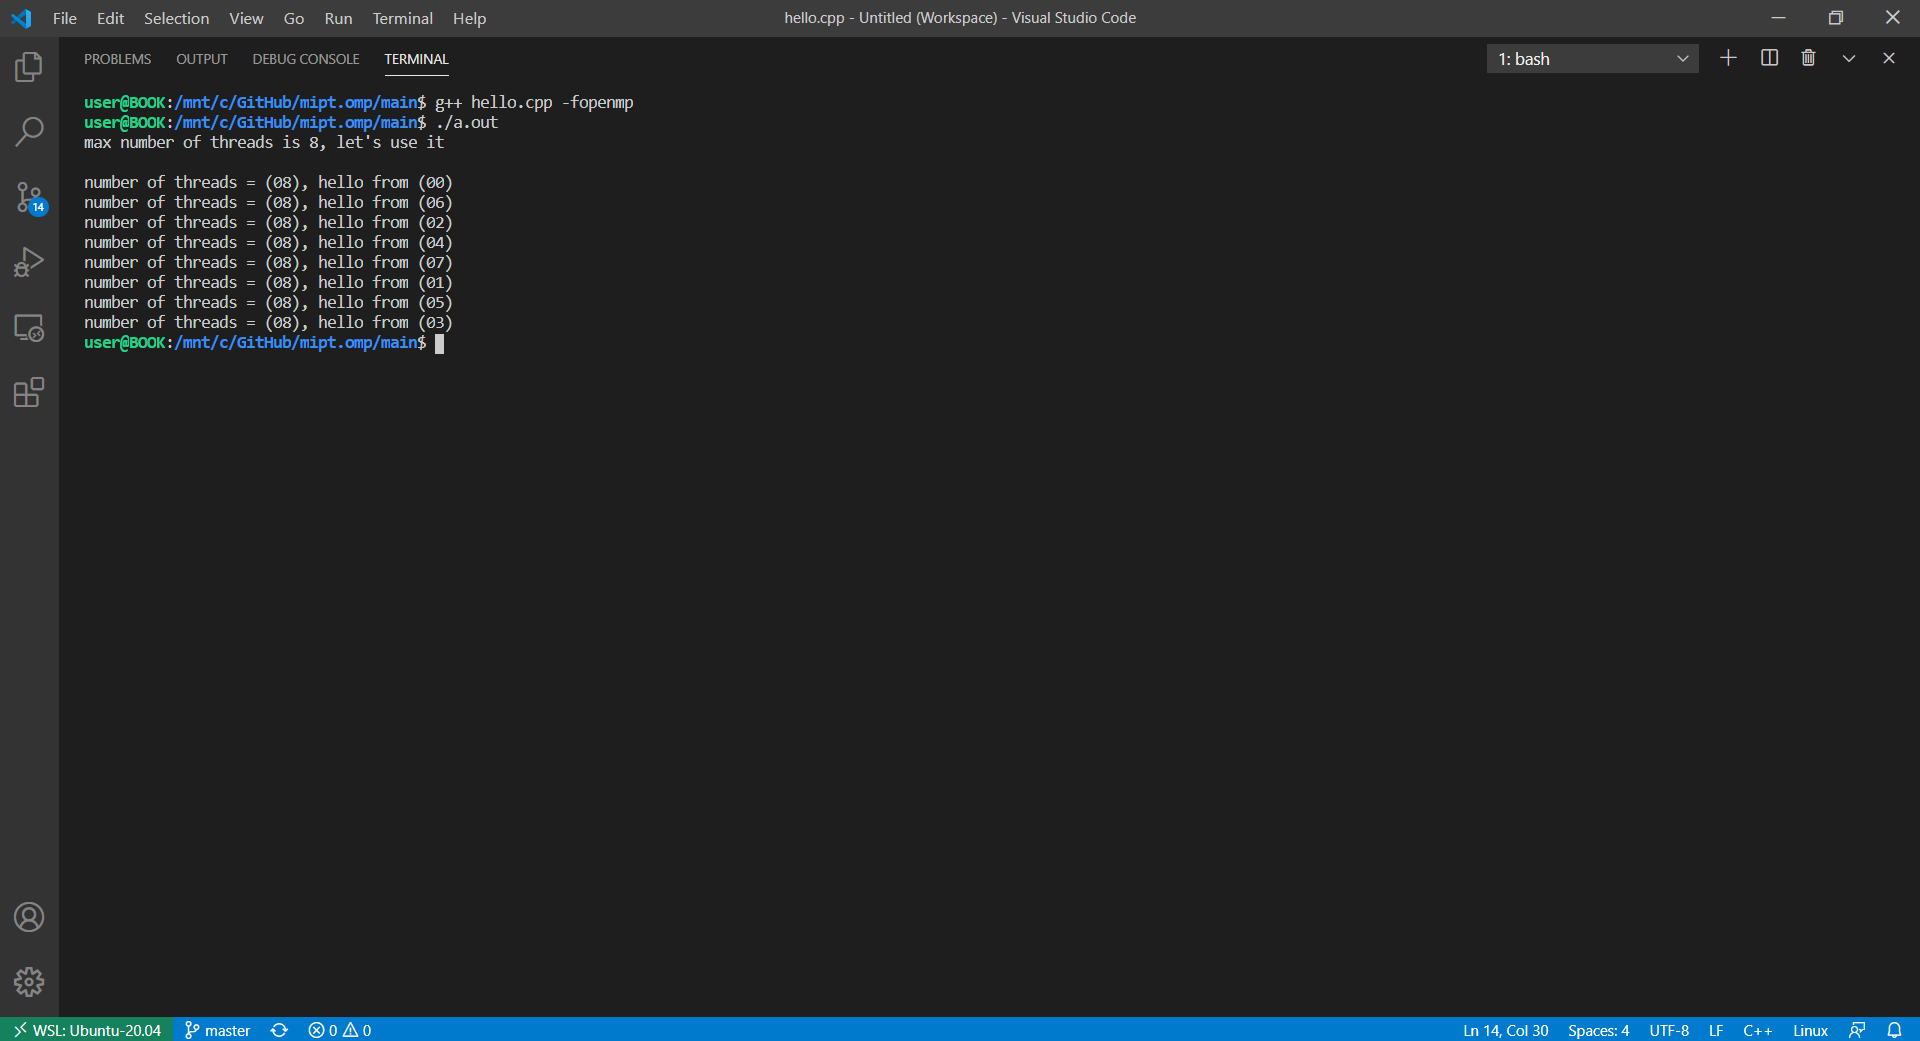 File Edit Selection View Go Run Terminal Help hello.cpp - Untitled (Workspace) - Visual Studio Code
PROBLEMS OUTPUT DEBUG CONSOLE TERMINAL 1: bash
user@BOOK:/mnt/c/GitHub/mipt.omp/main$ g++ hello.cpp -fopenmp
user@BOOK:/mnt/c/GitHub/mipt.omp/main$ ./a.out
max number of threads is 8, let's use it
number of threads = (08), hello from (00)
number of threads = (08), hello from (06)
number of threads = (08), hello from (02)
number of threads = (08), hello from (04)
number of threads = (08), hello from (07)
number of threads = (08), hello from (01)
number of threads = (08), hello from (05)
number of threads = (08), hello from (03)
user@BOOK:/mnt/c/GitHub/mipt.omp/main$
14
WSL: Ubuntu-20.04 master 0 0 Ln 14, Col 30 Spaces: 4 UTF-8 LF C++ Linux